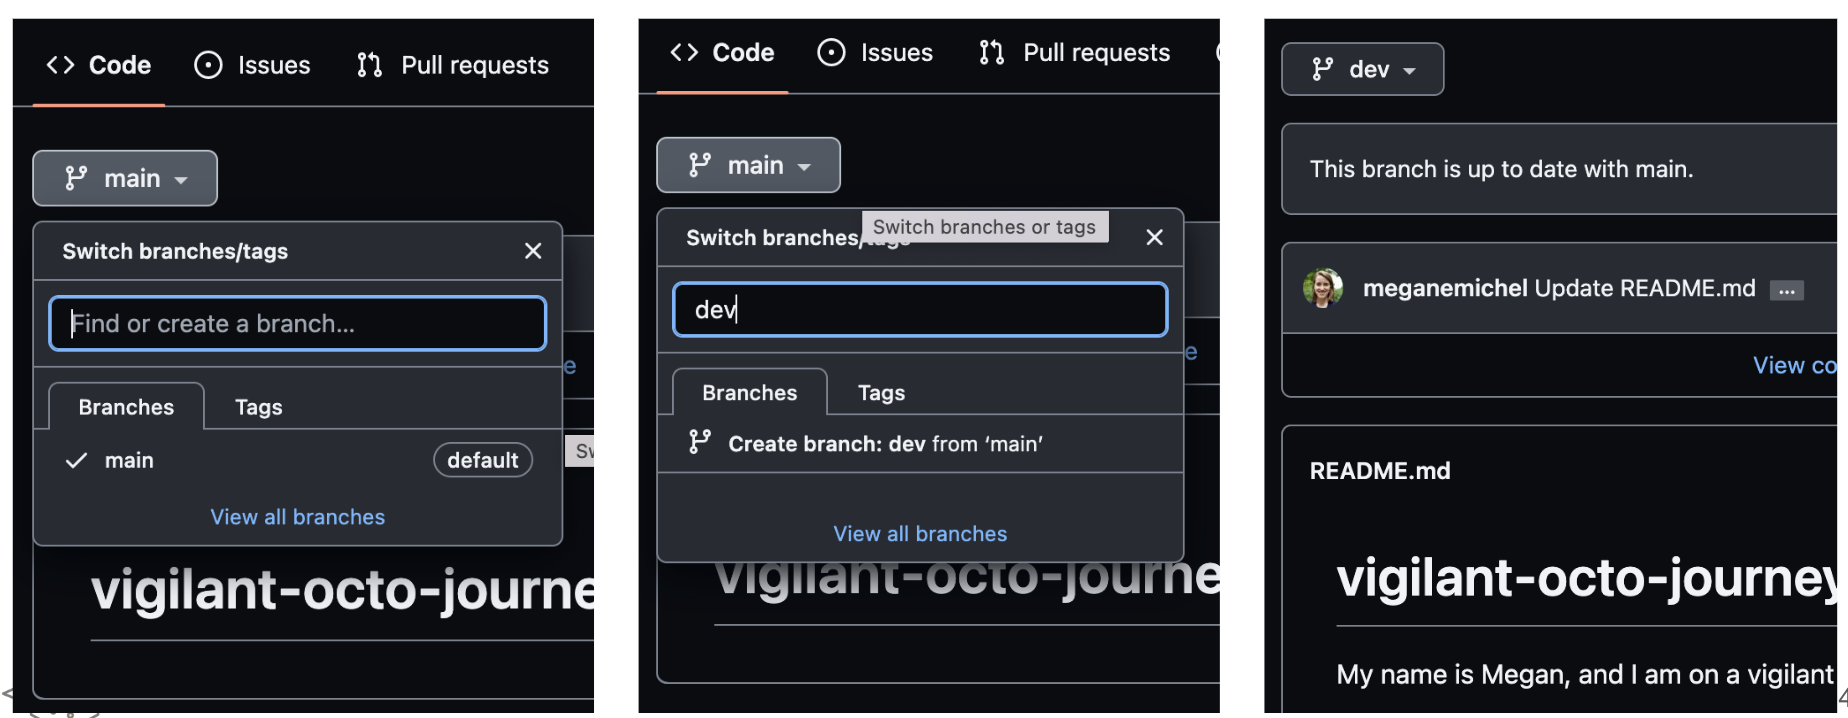 Code Issues Pull requests
main
Switch branches/tags
Find or create a branch...
Branches Tags
main default
View all branches
vigilant-octo-journe
Code Issues Pull requests
main
Switch branches/tags
Switch branches or tags
dev
Branches Tags
Create branch: dev from ‘main’
View all branches
vigilant-octo-journe
dev
This branch is up to date with main.
meganemichel Update README.md ...
View co
README.md
vigilant-octo-journey
My name is Megan, and I am on a vigilant